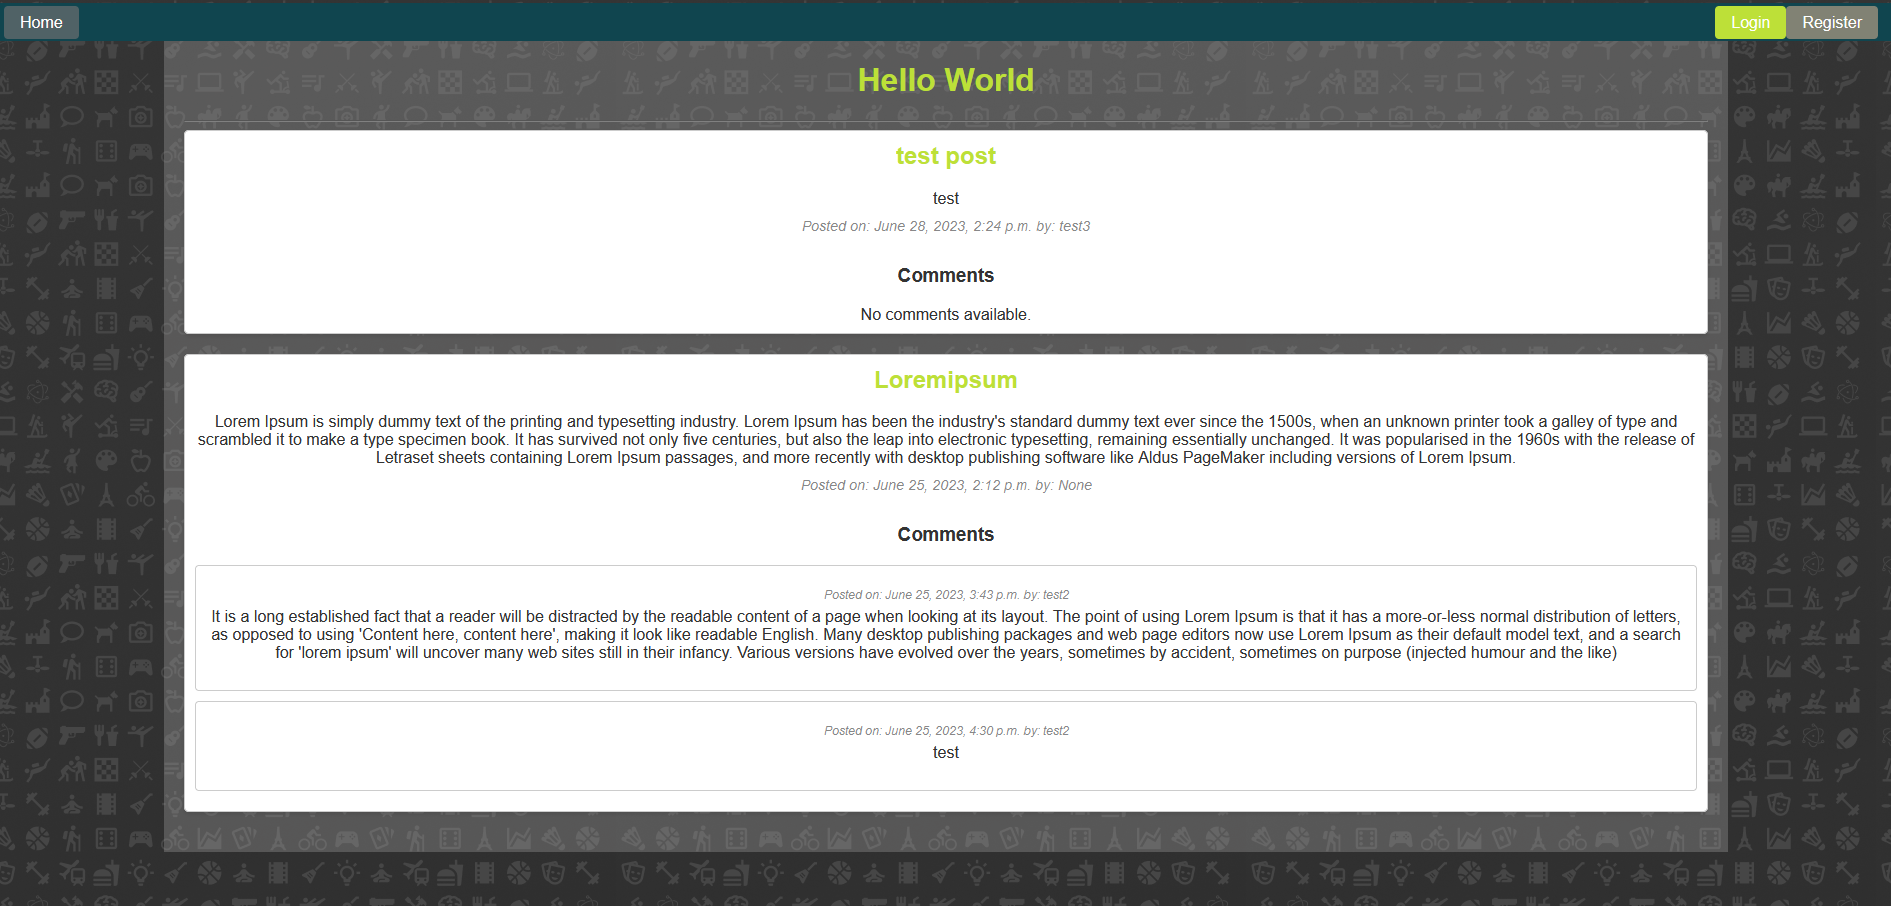 Home
Login
Register
Hello World
test post
test
Posted on: June 28, 2023, 2:24 p.m. by: test3
Comments
No comments available.
Loremipsum
Lorem Ipsum is simply dummy text of the printing and typesetting industry. Lorem Ipsum has been the industry's standard dummy text ever since the 1500s, when an unknown printer took a galley of type and
scrambled it to make a type specimen book. It has survived not only five centuries, but also the leap into electronic typesetting, remaining essentially unchanged. It was popularised in the 1960s with the release of
Letraset sheets containing Lorem Ipsum passages, and more recently with desktop publishing software like Aldus PageMaker including versions of Lorem Ipsum.
Posted on: June 25, 2023, 2:12 p.m. by: None
Comments
Posted on: June 25, 2023, 3:43 p.m. by: test2
It is a long established fact that a reader will be distracted by the readable content of a page when looking at its layout. The point of using Lorem Ipsum is that it has a more-or-less normal distribution of letters,
as opposed to using 'Content here, content here', making it look like readable English. Many desktop publishing packages and web page editors now use Lorem Ipsum as their default model text, and a search
for 'lorem ipsum' will uncover many web sites still in their infancy. Various versions have evolved over the years, sometimes by accident, sometimes on purpose (injected humour and the like)
Posted on: June 25, 2023, 4:30 p.m. by: test2
test